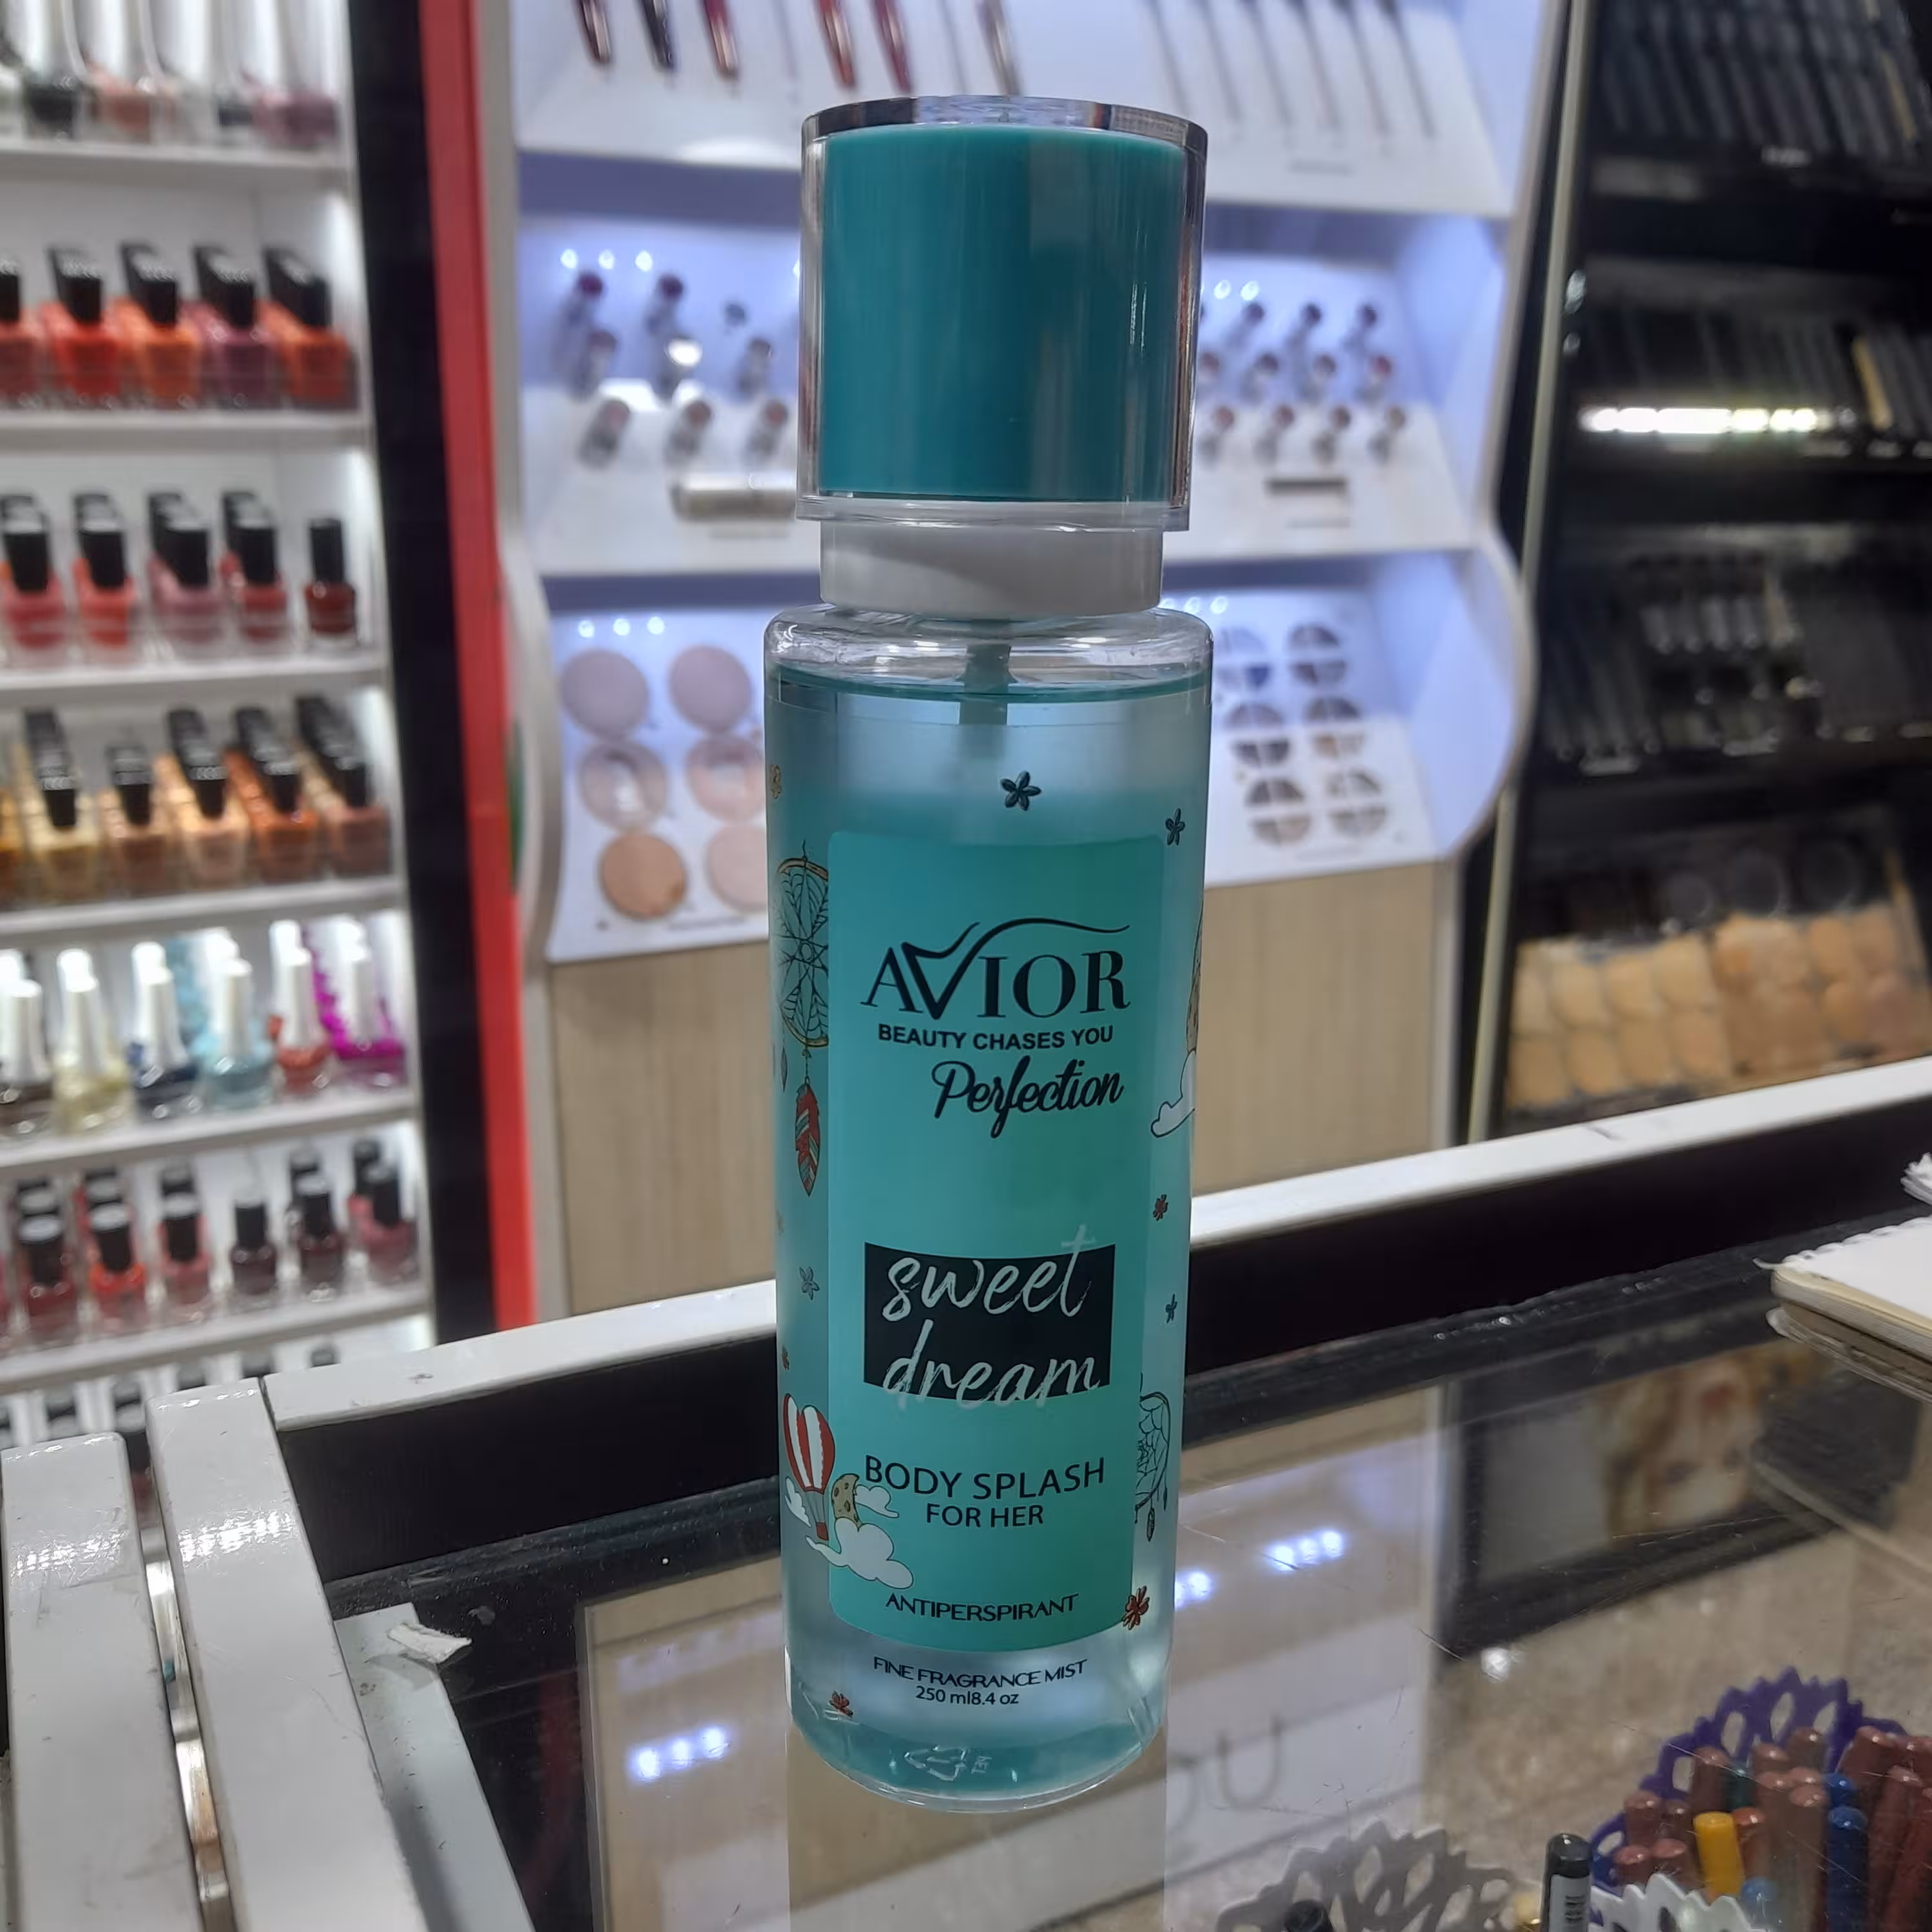 AVIOR
BEAUTY CHASES YOU
Perfection
sweet
dream
BODY SPLASH
FOR HER
ANTIPERSPIRANT
FINE FRAGRANCE MIST
250 ml8.4 oz